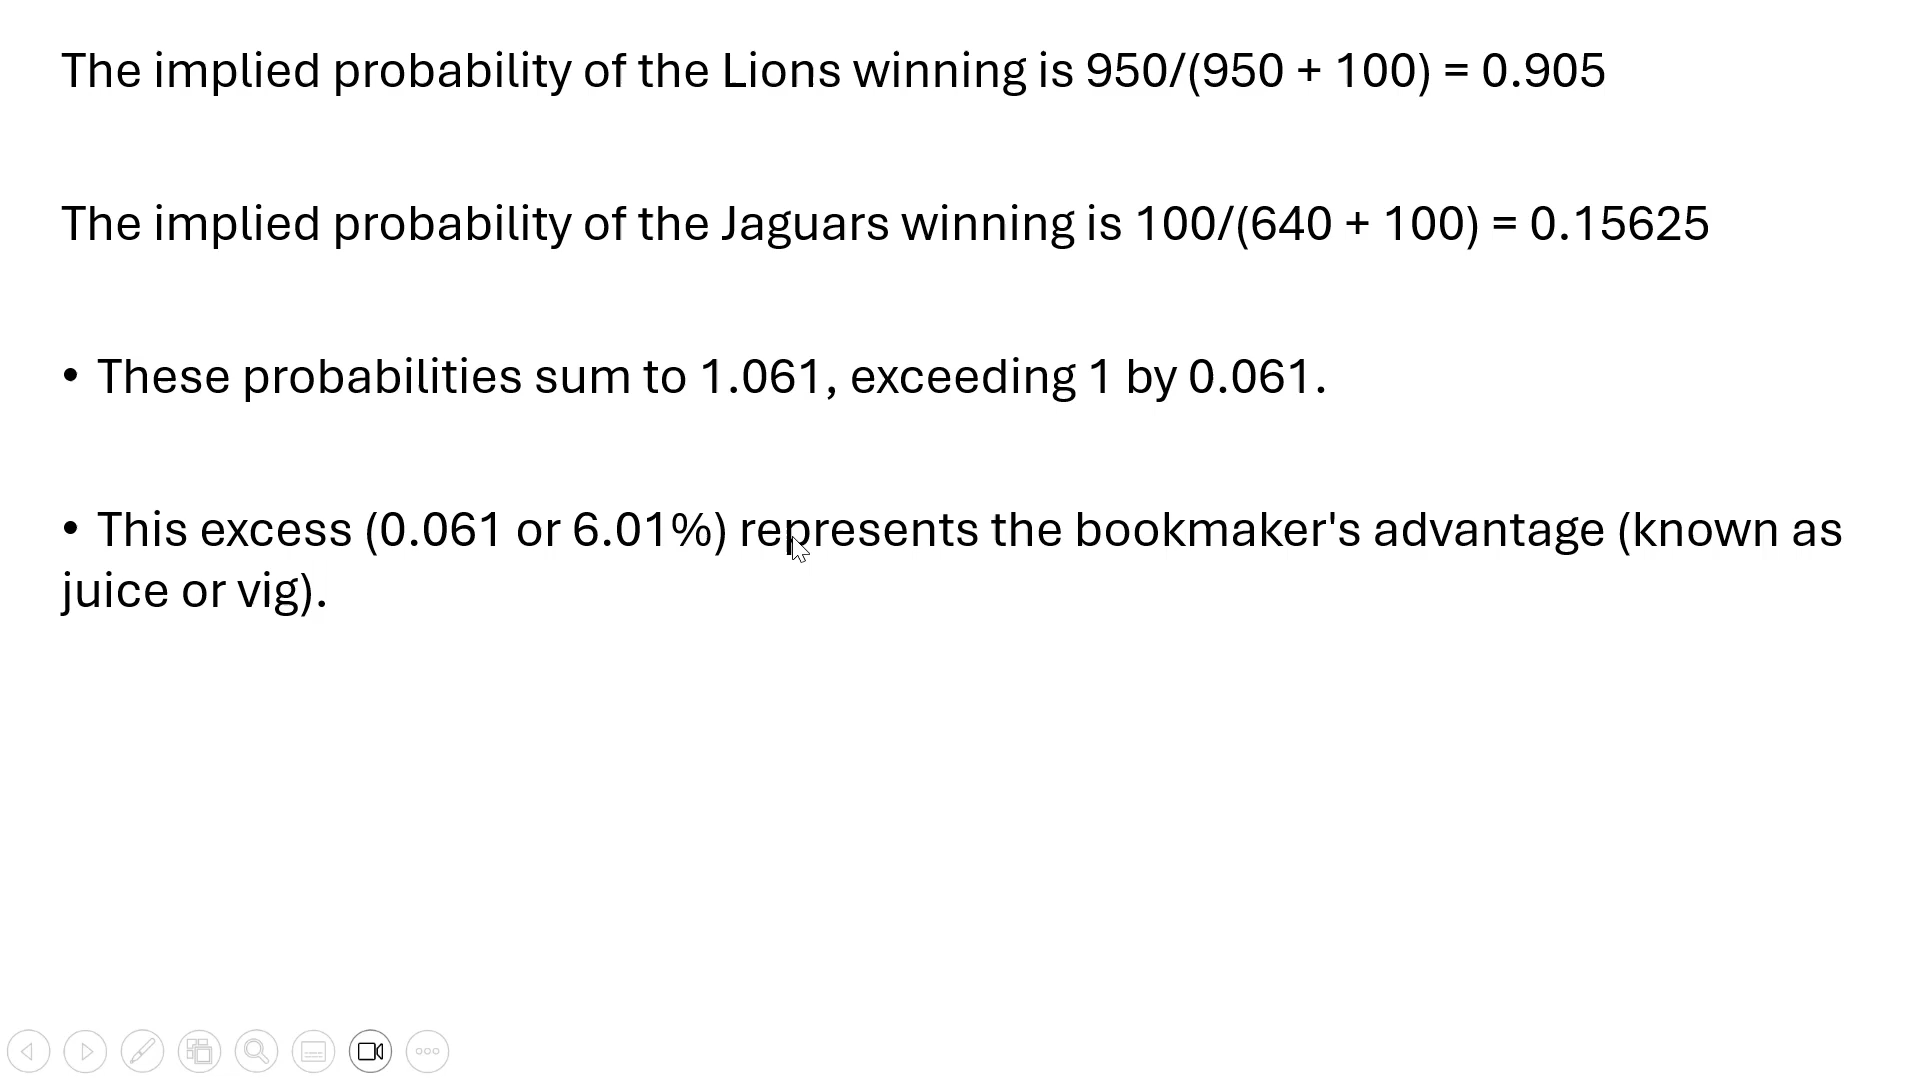 The implied probability of the Lions winning is 950/(950 + 100) = 0.905
The implied probability of the Jaguars winning is 100/(640 + 100) = 0.15625
• These probabilities sum to 1.061, exceeding 1 by 0.061.
• This excess (0.061 or 6.01%) represents the bookmaker's advantage (known as
juice or vig).